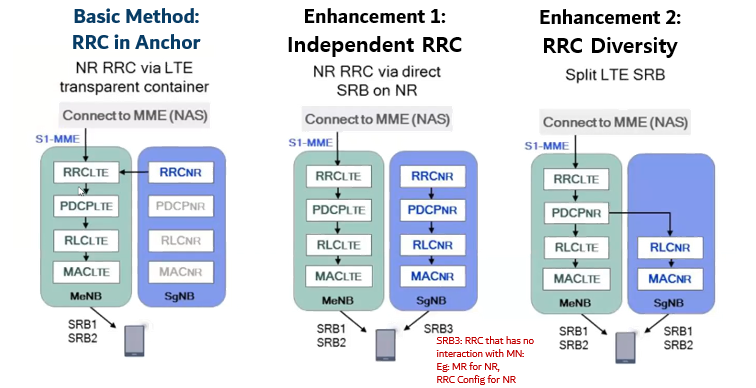 Basic Method:
RRC in Anchor
NR RRC via LTE
transparent container
Connect to MME (NAS)
S1-MME
RRCLTE
RRCNR
PDCPLTE
PDCPNR
RLCLTE
RLCNR
MACLTE
MACNR
MeNB
SgNB
SRB1
SRB2
Enhancement 1:
Independent RRC
NR RRC via direct
SRB on NR
Connect to MME (NAS)
S1-MME
RRCLTE
RRCNR
PDCPLTE
PDCPNR
RLCLTE
RLCNR
MACLTE
MACNR
MeNB
SgNB
SRB1
SRB2
SRB3
SRB3: RRC that has no
interaction with MN:
Eg: MR for NR,
RRC Config for NR
Enhancement 2:
RRC Diversity
Split LTE SRB
Connect to MME (NAS)
S1-MME
RRCLTE
PDCPNR
RLCLTE
RLCNR
MACLTE
MACNR
MeNB
SgNB
SRB1
SRB2
SRB1
SRB2